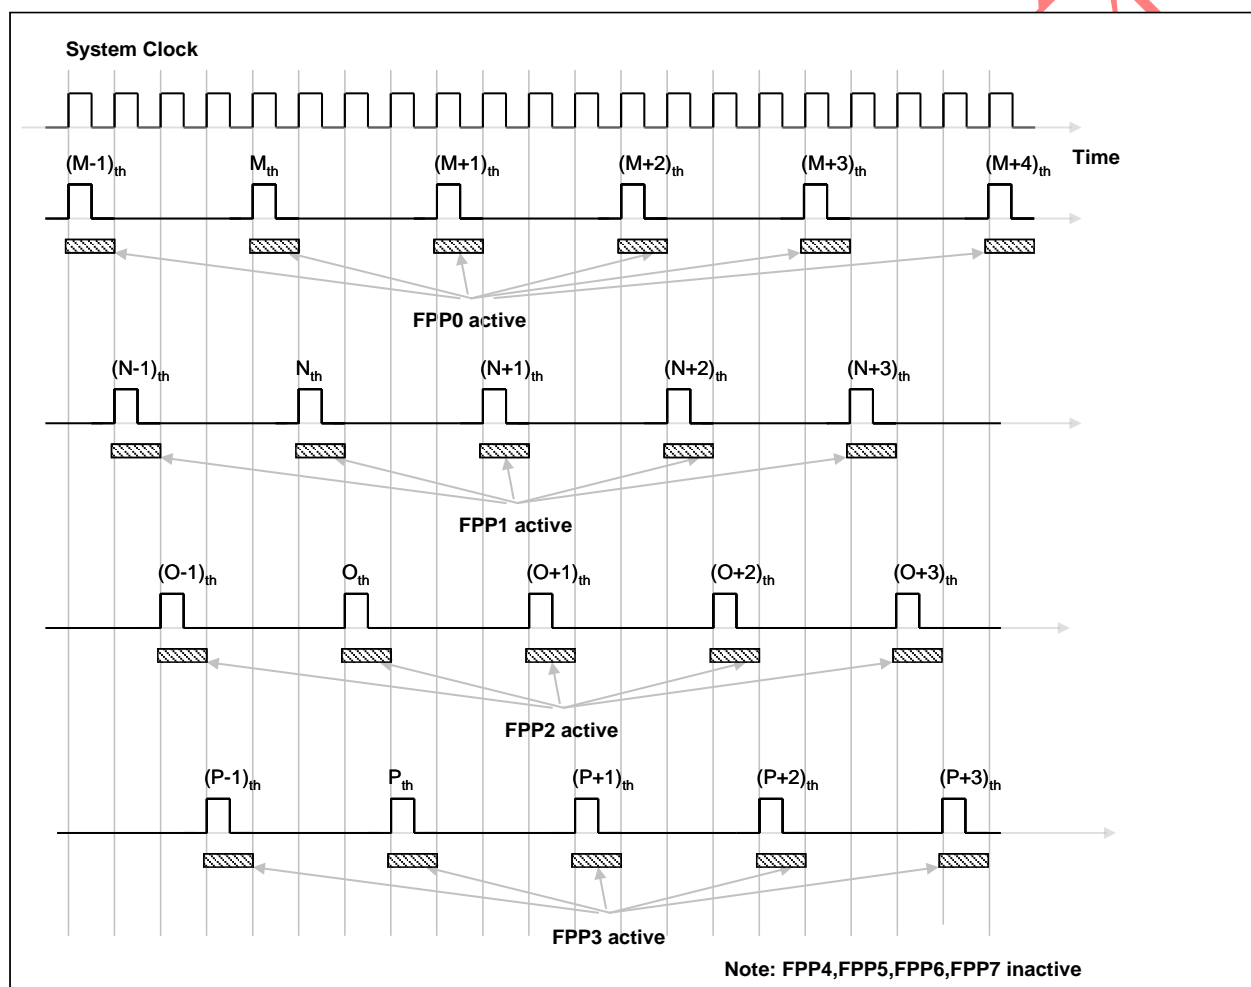 System Clock
Time
(M-1)th Mth (M+1)th (M+2)th (M+3)th (M+4)th
FPP0 active
(N-1)th Nth (N+1)th (N+2)th (N+3)th
FPP1 active
(O-1)th Oth (O+1)th (O+2)th (O+3)th
FPP2 active
(P-1)th Pth (P+1)th (P+2)th (P+3)th
FPP3 active
Note: FPP4,FPP5,FPP6,FPP7 inactive